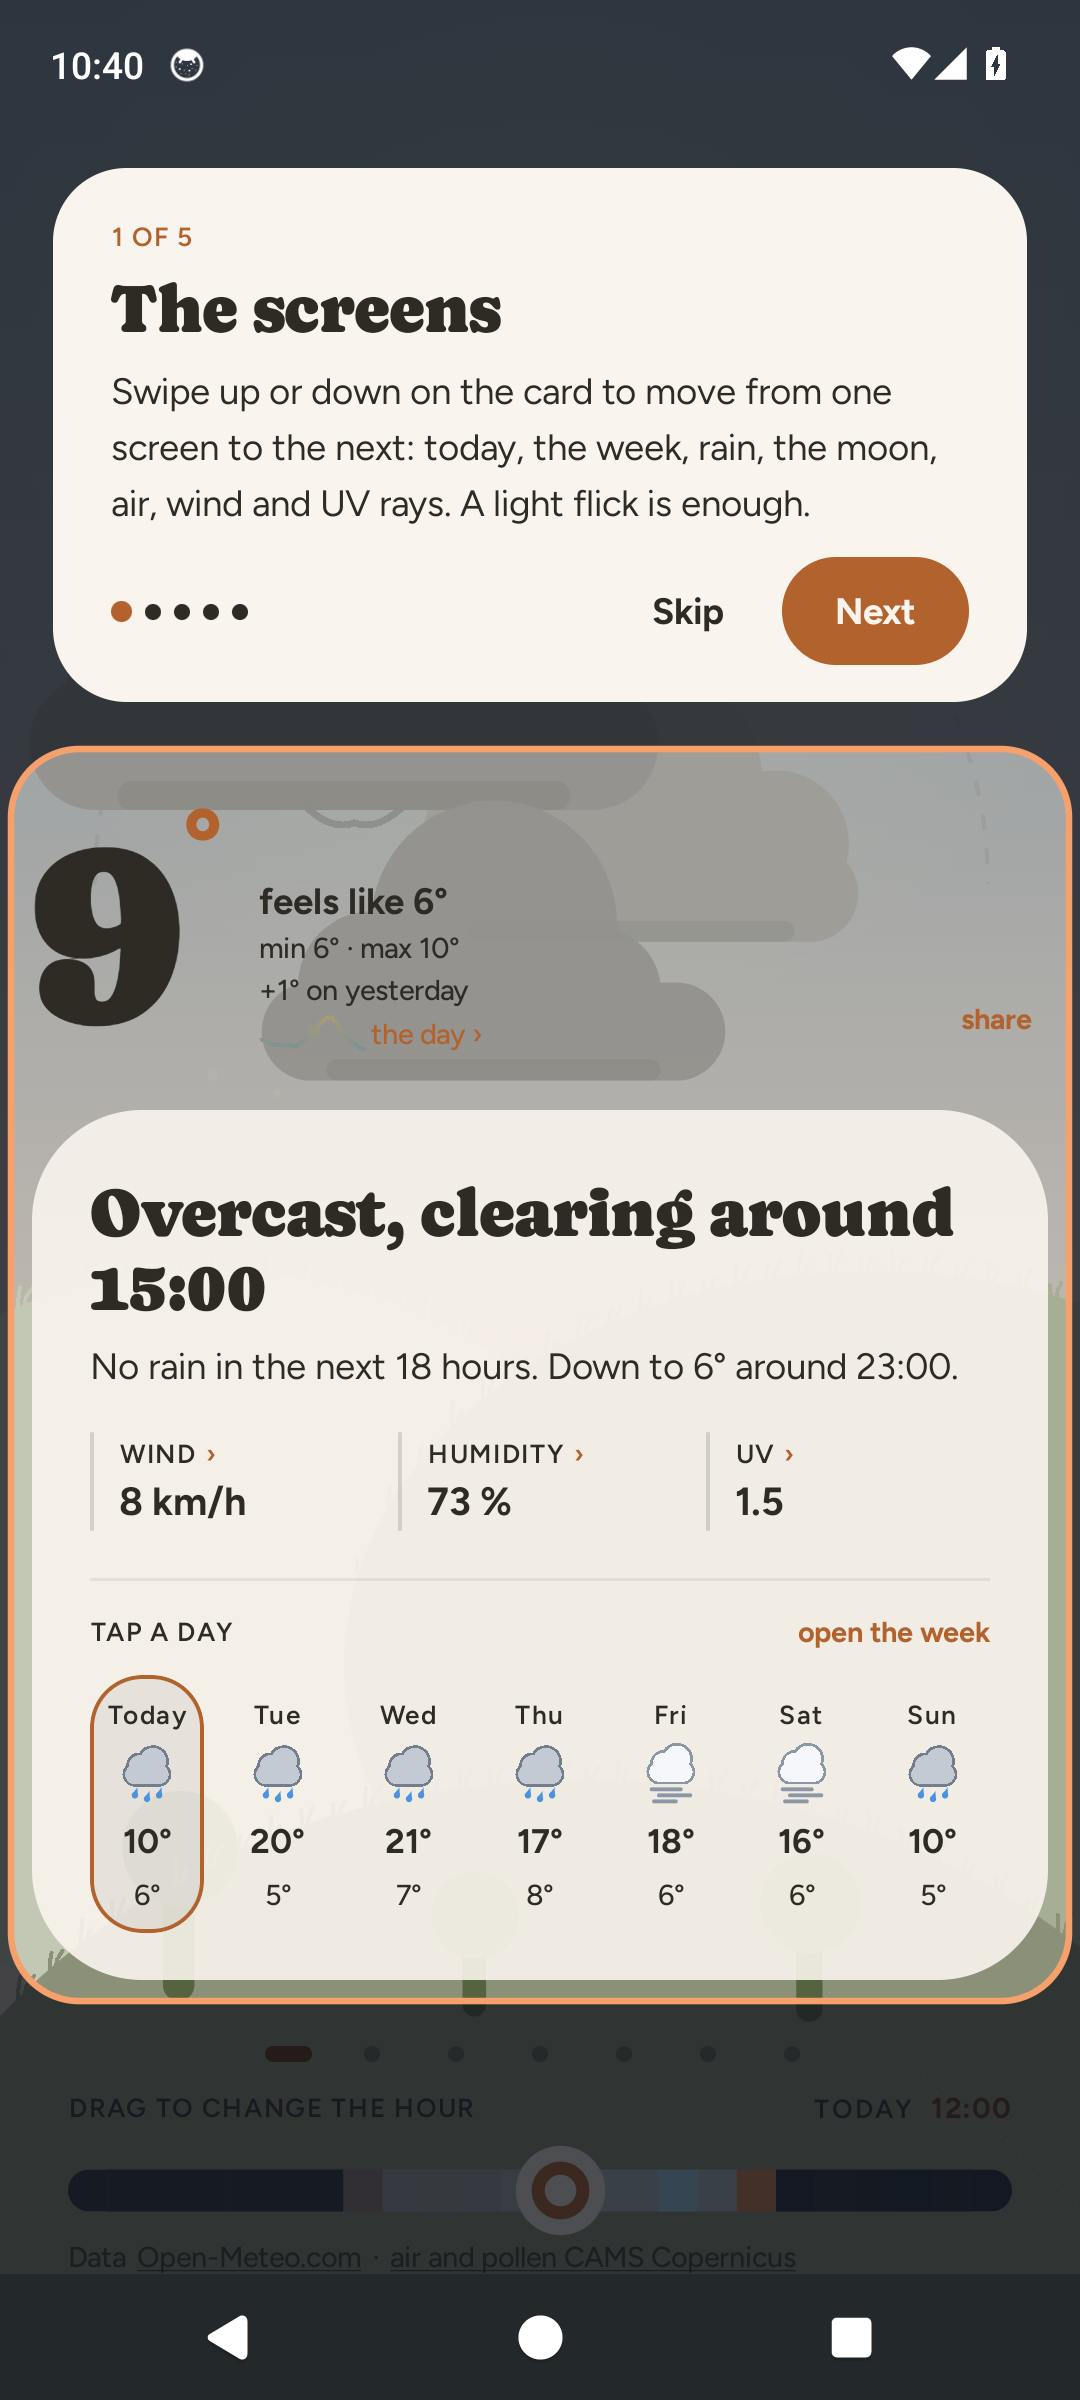 10:40
1 OF 5
The screens
Swipe up or down on the card to move from one
screen to the next: today, the week, rain, the moon,
air, wind and UV rays. A light flick is enough.
Skip
Next
9°
feels like 6°
min 6° · max 10°
+1° on yesterday
the day ›
share
Overcast, clearing around
15:00
No rain in the next 18 hours. Down to 6° around 23:00.
WIND › HUMIDITY › UV ›
8 km/h 73 % 1.5
TAP A DAY open the week
Today Tue Wed Thu Fri Sat Sun
10° 20° 21° 17° 18° 16° 10°
6° 5° 7° 8° 6° 6° 5°
DRAG TO CHANGE THE HOUR TODAY 12:00
Data Open-Meteo.com · air and pollen CAMS Copernicus